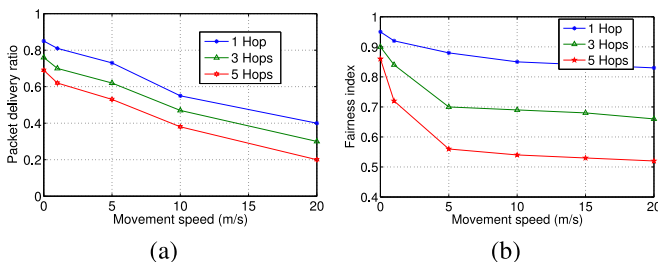 1 Hop
3 Hops
5 Hops
Packet delivery ratio
1
0.8
0.6
0.4
0.2
0
0 5 10 15 20
Movement speed (m/s)
(a)
1 Hop
3 Hops
5 Hops
Fairness index
1
0.9
0.8
0.7
0.6
0.5
0.4
0 5 10 15 20
Movement speed (m/s)
(b)